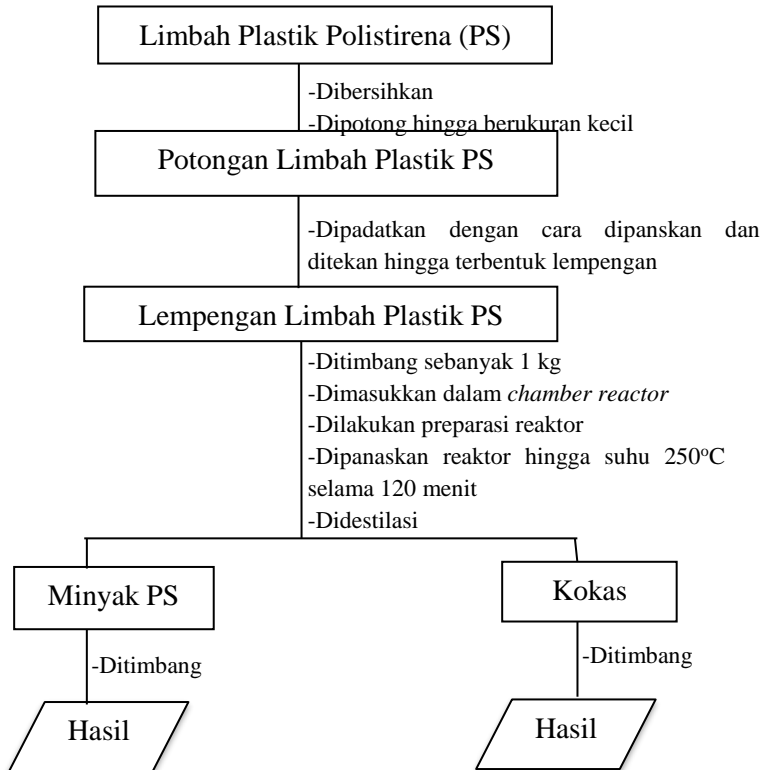 Limbah Plastik Polistirena (PS)
-Dibersihkan
-Dipotong hingga berukuran kecil
Potongan Limbah Plastik PS
-Dipadatkan dengan cara dipanskan dan
ditekan hingga terbentuk lempengan
Lempengan Limbah Plastik PS
-Ditimbang sebanyak 1 kg
-Dimasukkan dalam chamber reactor
-Dilakukan preparasi reaktor
-Dipanaskan reaktor hingga suhu 250°C
selama 120 menit
-Didestilasi
Minyak PS
Kokas
-Ditimbang
-Ditimbang
Hasil
Hasil